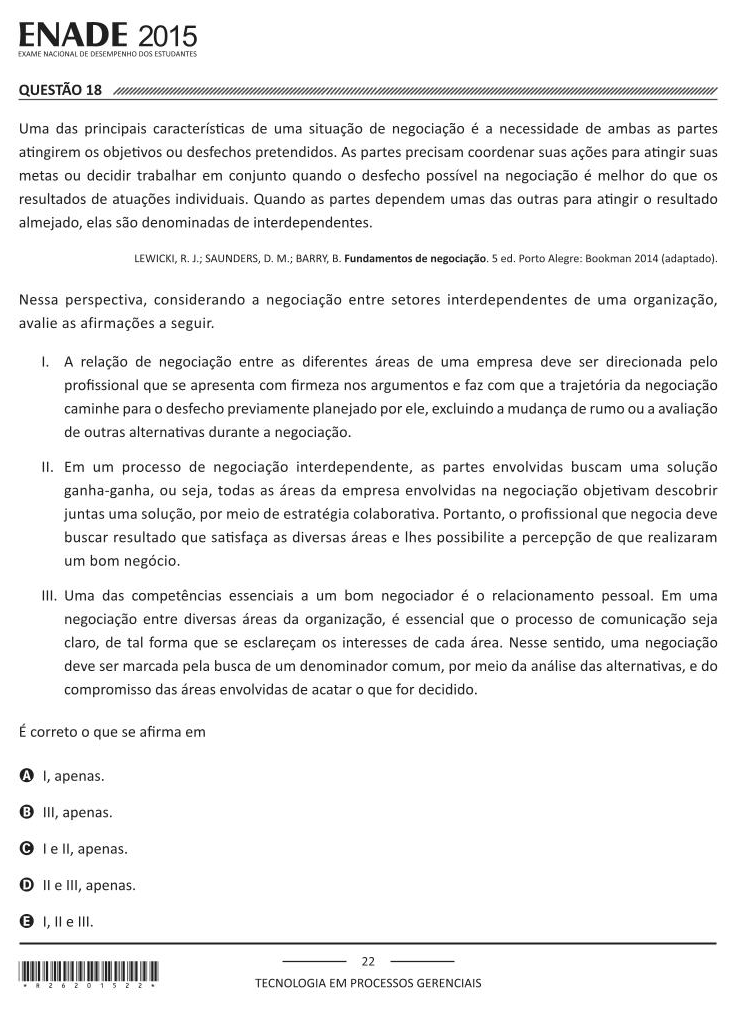 ENADE 2015
EXAME NACIONAL DE DESEMPENHO DOS ESTUDANTES
QUESTÃO 18
Uma das principais características de uma situação de negociação é a necessidade de ambas as partes
atingirem os objetivos ou desfechos pretendidos. As partes precisam coordenar suas ações para atingir suas
metas ou decidir trabalhar em conjunto quando o desfecho possível na negociação é melhor do que os
resultados de atuações individuais. Quando as partes dependem umas das outras para atingir o resultado
almejado, elas são denominadas de interdependentes.
LEWICKI, R. J.; SAUNDERS, D. M.; BARRY, B. Fundamentos de negociação. 5 ed. Porto Alegre: Bookman 2014 (adaptado).
Nessa perspectiva, considerando a negociação entre setores interdependentes de uma organização,
avalie as afirmações a seguir.
I. A relação de negociação entre as diferentes áreas de uma empresa deve ser direcionada pelo
profissional que se apresenta com firmeza nos argumentos e faz com que a trajetória da negociação
caminhe para o desfecho previamente planejado por ele, excluindo a mudança de rumo ou a avaliação
de outras alternativas durante a negociação.
II. Em um processo de negociação interdependente, as partes envolvidas buscam uma solução
ganha-ganha, ou seja, todas as áreas da empresa envolvidas na negociação objetivam descobrir
juntas uma solução, por meio de estratégia colaborativa. Portanto, o profissional que negocia deve
buscar resultado que satisfaça as diversas áreas e lhes possibilite a percepção de que realizaram
um bom negócio.
III. Uma das competências essenciais a um bom negociador é o relacionamento pessoal. Em uma
negociação entre diversas áreas da organização, é essencial que o processo de comunicação seja
claro, de tal forma que se esclareçam os interesses de cada área. Nesse sentido, uma negociação
deve ser marcada pela busca de um denominador comum, por meio da análise das alternativas, e do
compromisso das áreas envolvidas de acatar o que for decidido.
É correto o que se afirma em
A I, apenas.
B III, apenas.
C I e II, apenas.
D II e III, apenas.
E I, II e III.
22
TECNOLOGIA EM PROCESSOS GERENCIAIS
* R 2 6 2 0 1 5 2 2 *